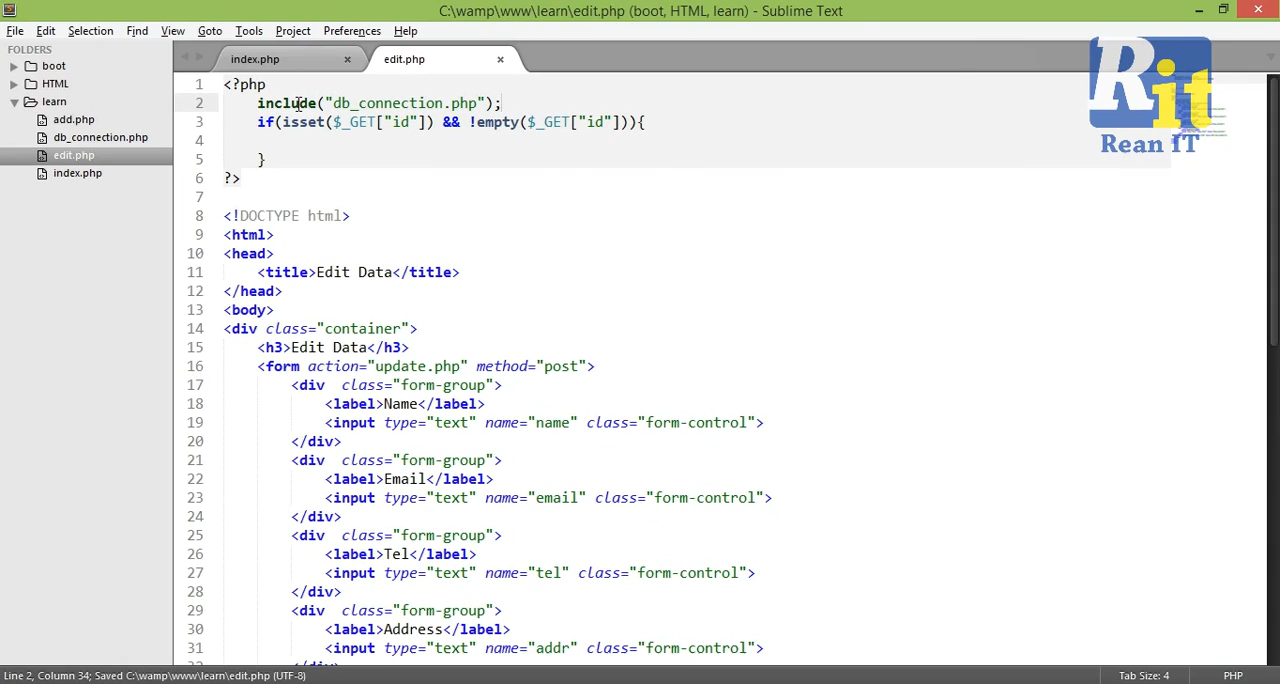 C:\wamp\www\learn\edit.php (boot, HTML, learn) - Sublime Text
File Edit Selection Find View Goto Tools Project Preferences Help
FOLDERS
boot
HTML
learn
add.php
db_connection.php
edit.php
index.php
index.php × edit.php ×
1 <?php
2 include("db_connection.php");
3 if(isset($_GET["id"]) && !empty($_GET["id"])){
4
5 }
6 ?>
7
8 <!DOCTYPE html>
9 <html>
10 <head>
11 <title>Edit Data</title>
12 </head>
13 <body>
14 <div class="container">
15 <h3>Edit Data</h3>
16 <form action="update.php" method="post">
17 <div  class="form-group">
18 <label>Name</label>
19 <input type="text" name="name" class="form-control">
20 </div>
21 <div  class="form-group">
22 <label>Email</label>
23 <input type="text" name="email" class="form-control">
24 </div>
25 <div  class="form-group">
26 <label>Tel</label>
27 <input type="text" name="tel" class="form-control">
28 </div>
29 <div  class="form-group">
30 <label>Address</label>
31 <input type="text" name="addr" class="form-control">
32 </div>
Rit
Rean IT
Line 2, Column 34; Saved C:\wamp\www\learn\edit.php (UTF-8)
Tab Size: 4
PHP